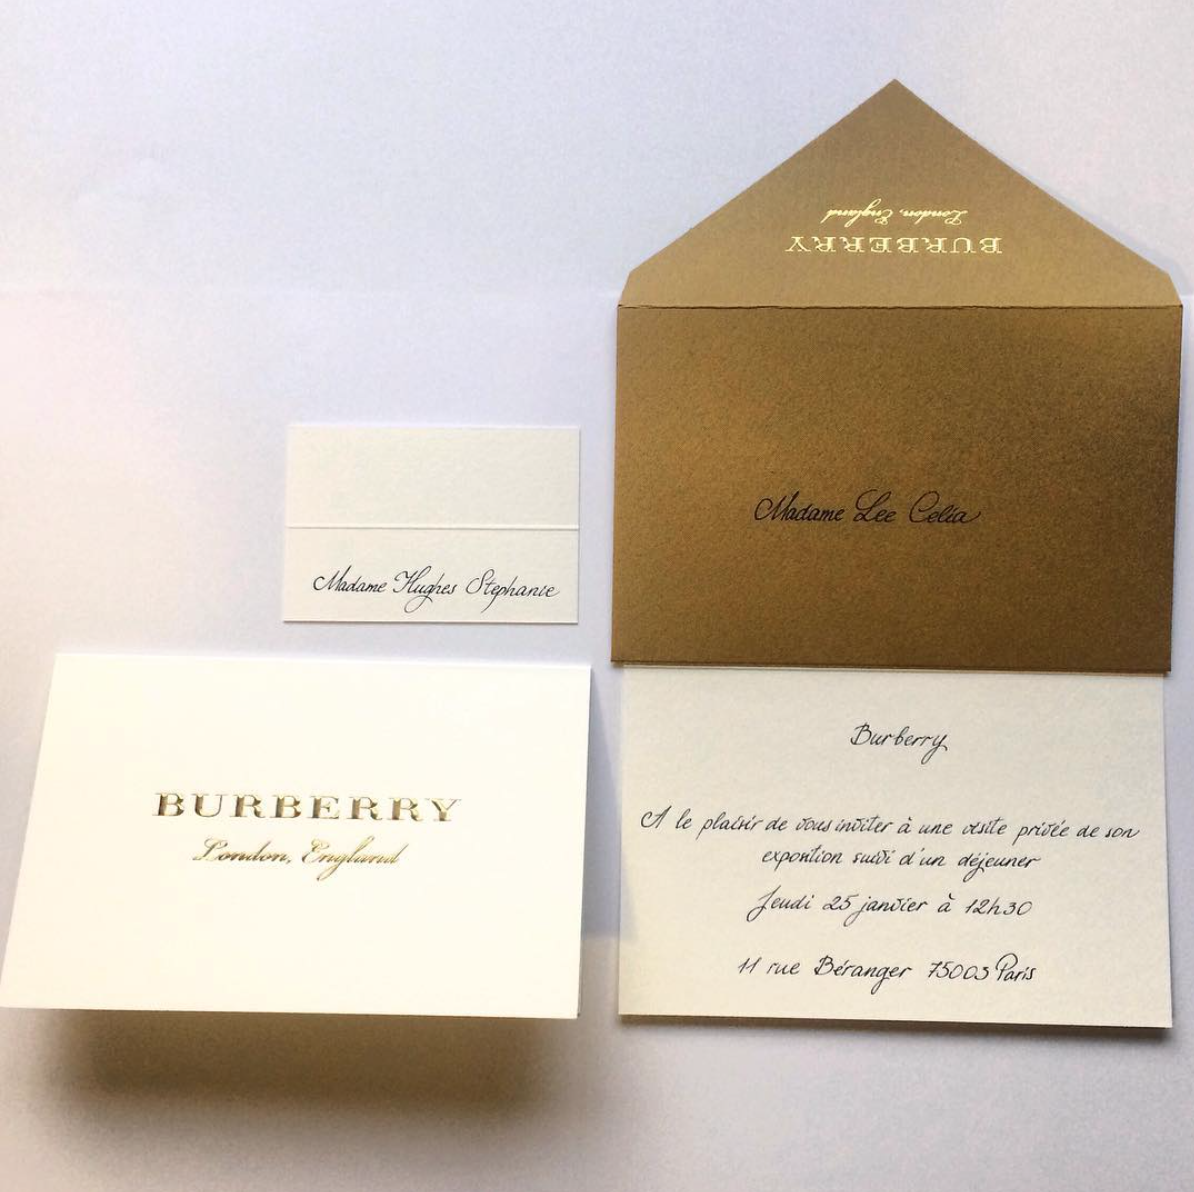 London, England
BURBERRY
Madame Lee Celia
Madame Hughes Stephanie
BURBERRY
London, England
Burberry
A le plaisir de vous inviter à une visite privée de son
expostion suivi d'un déjeuner
Jeudi 25 janvier à 12h30
11 rue Béranger 75003 Paris